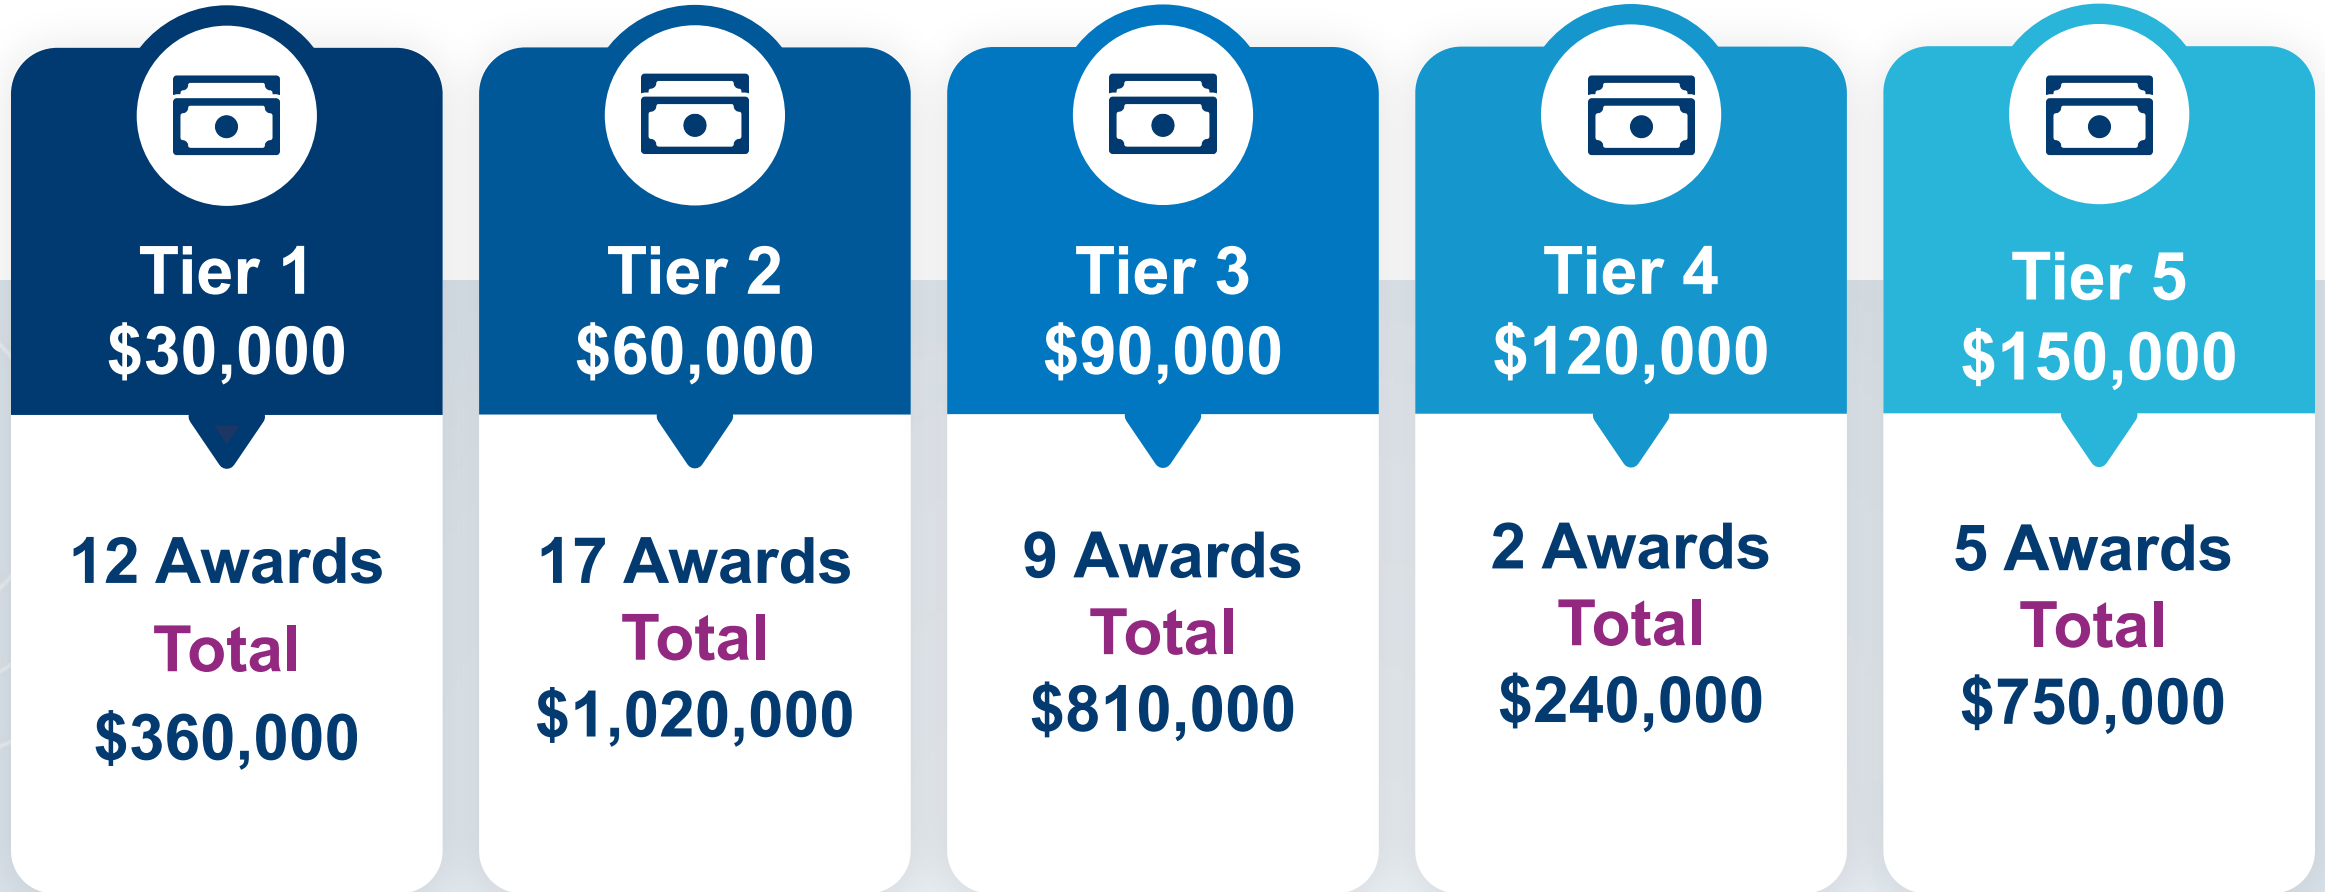 Tier 1
$30,000
12 Awards
Total
$360,000
Tier 2
$60,000
17 Awards
Total
$1,020,000
Tier 3
$90,000
9 Awards
Total
$810,000
Tier 4
$120,000
2 Awards
Total
$240,000
Tier 5
$150,000
5 Awards
Total
$750,000